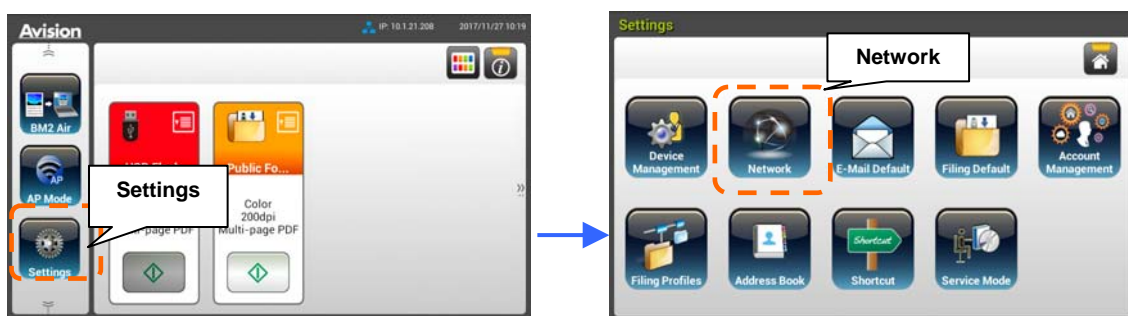 Avision
IP: 10.1.21.208 2017/11/27 10:19
BM2 Air
AP Mode
AP
Settings
Settings
Public Fo...
Color
200dpi
Multi-page PDF
-page PDF
Settings
Network
Device
Management
Network
E-Mail Default
Filing Default
Account
Management
Filing Profiles
Address Book
Shortcut
Shortcut
Service Mode